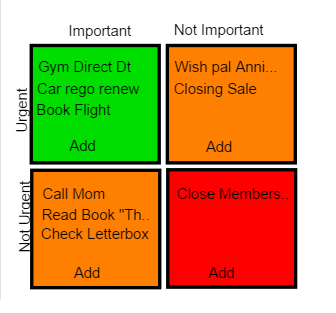 Important
Not Important
Urgent
Gym Direct Dt
Car rego renew
Book Flight
Add
Wish pal Anni...
Closing Sale
Add
Not Urgent
Call Mom
Read Book "Th..
Check Letterbox
Add
Close Members..
Add